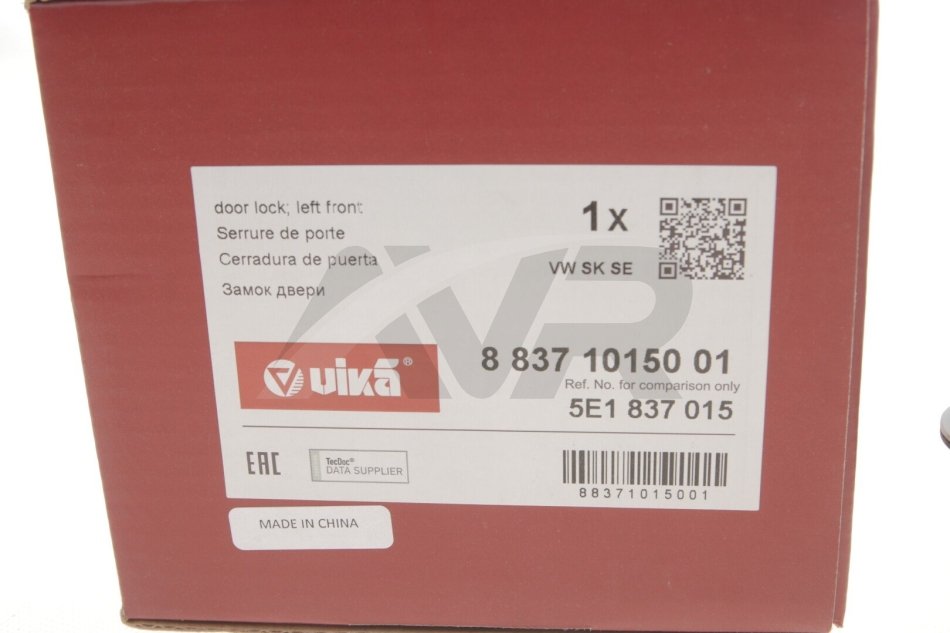 door lock; left front
Serrure de porte
Cerradura de puerta
Замок двери
1x
VW SK SE
AVR
vika®
8 837 10150 01
Ref. No. for comparison only
5E1 837 015
EAC
TecDoc®
DATA SUPPLIER
88371015001
MADE IN CHINA